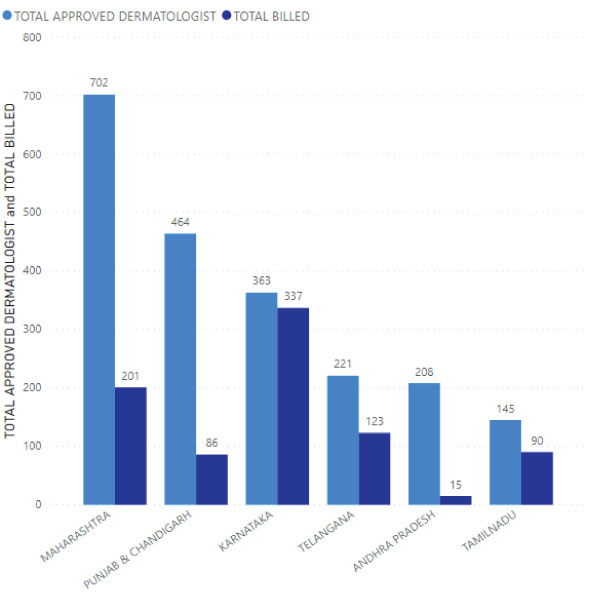 TOTAL APPROVED DERMATOLOGIST TOTAL BILLED
TOTAL APPROVED DERMATOLOGIST and TOTAL BILLED
800
700
600
500
400
300
200
100
0
702
201
464
86
363
337
221
123
208
15
145
90
MAHARASHTRA
PUNJAB & CHANDIGARH
KARNATAKA
TELANGANA
ANDHRA PRADESH
TAMILNADU